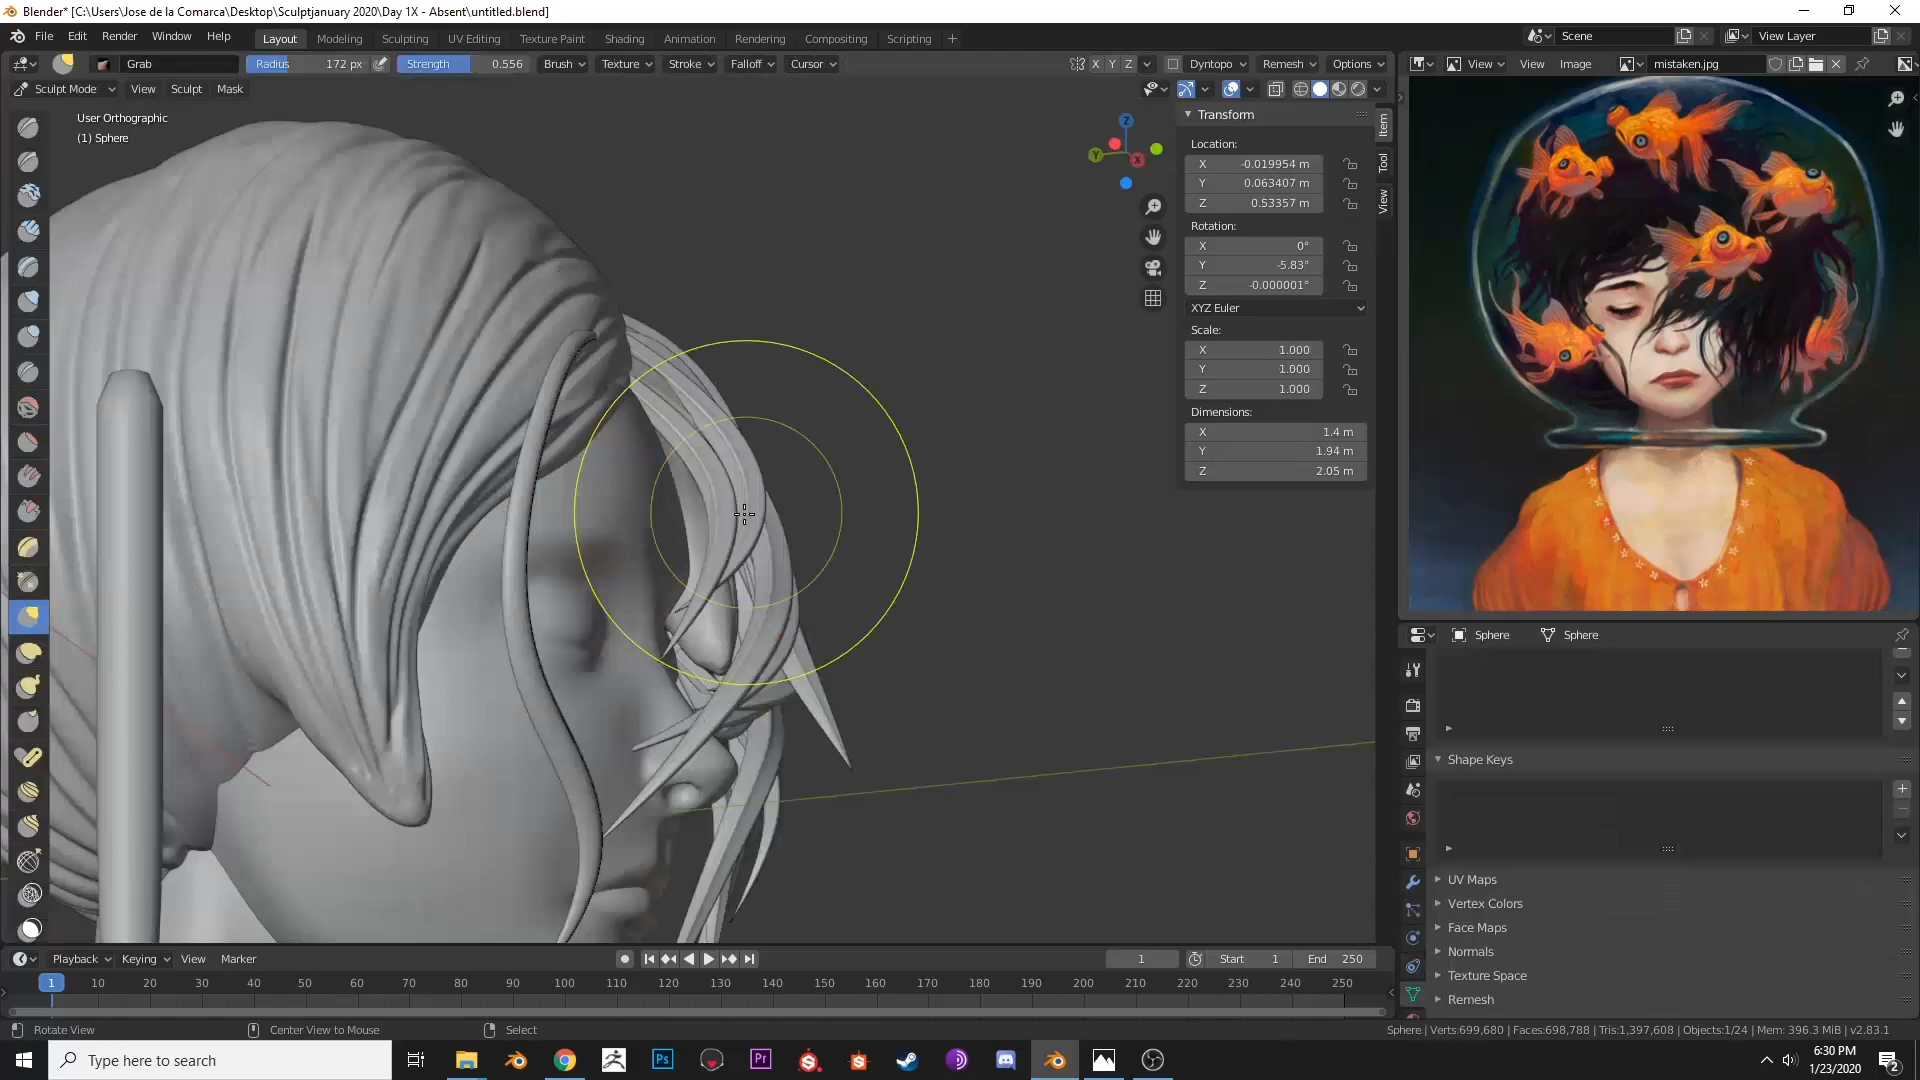 Blender* [C:\Users\Jose de la Comarca\Desktop\Sculptjanuary 2020\Day 1X - Absent\untitled.blend]
File Edit Render Window Help Layout Modeling Sculpting UV Editing Texture Paint Shading Animation Rendering Compositing Scripting + Scene View Layer
Grab Radius 172 px Strength 0.556 Brush Texture Stroke Falloff Cursor X Y Z Dyntopo Remesh Options View View Image mistaken.jpg
Sculpt Mode View Sculpt Mask
User Orthographic
(1) Sphere
Z
Y
X
Transform
Location:
X -0.019954 m
Y 0.063407 m
Z 0.53357 m
Rotation:
X 0°
Y -5.83°
Z -0.000001°
XYZ Euler
Scale:
X 1.000
Y 1.000
Z 1.000
Dimensions:
X 1.4 m
Y 1.94 m
Z 2.05 m
Item
Tool
View
Sphere Sphere
Shape Keys
UV Maps
Vertex Colors
Face Maps
Normals
Texture Space
Remesh
Playback Keying View Marker 1 Start 1 End 250
1 10 20 30 40 50 60 70 80 90 100 110 120 130 140 150 160 170 180 190 200 210 220 230 240 250
Rotate View Center View to Mouse Select Sphere | Verts:699,680 | Faces:698,788 | Tris:1,397,608 | Objects:1/24 | Mem: 396.3 MiB | v2.83.1
Type here to search
Ps
Pr
6:30 PM
1/23/2020
2